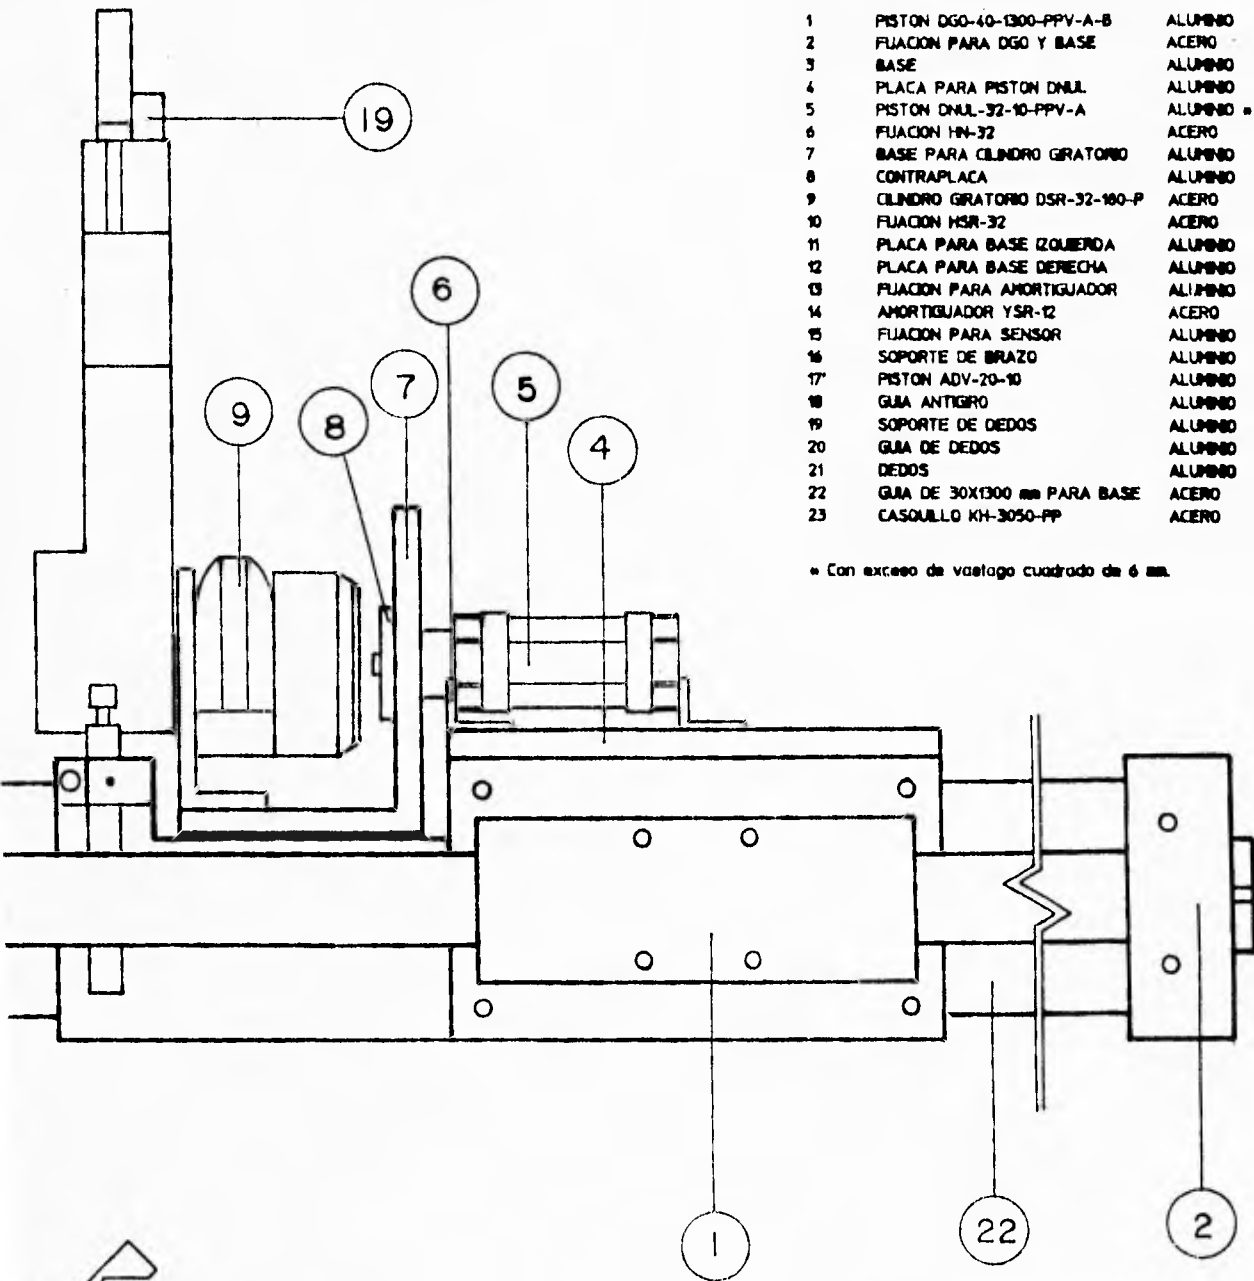 1 PISTON DGO-40-1300-PPV-A-B ALUMINIO
2 FIJACION PARA DGO Y BASE ACERO
3 BASE ALUMINIO
4 PLACA PARA PISTON DNUL ALUMINIO
5 PISTON DNUL-32-10-PPV-A ALUMINIO *
6 FIJACION HN-32 ACERO
7 BASE PARA CILINDRO GIRATORIO ALUMINIO
8 CONTRAPLACA ALUMINIO
9 CILINDRO GIRATORIO DSR-32-180-P ACERO
10 FIJACION HSR-32 ACERO
11 PLACA PARA BASE IZQUIERDA ALUMINIO
12 PLACA PARA BASE DERECHA ALUMINIO
13 FIJACION PARA AMORTIGUADOR ALUMINIO
14 AMORTIGUADOR YSR-12 ACERO
15 FIJACION PARA SENSOR ALUMINIO
16 SOPORTE DE BRAZO ALUMINIO
17 PISTON ADV-20-10 ALUMINIO
18 GUIA ANTIGIRO ALUMINIO
19 SOPORTE DE DEDOS ALUMINIO
20 GUIA DE DEDOS ALUMINIO
21 DEDOS ALUMINIO
22 GUIA DE 30X1300 mm PARA BASE ACERO
23 CASQUILLO KH-3050-PP ACERO
* Con exceso de vastago cuadrado de 6 mm.
19
6
7
5
9
8
4
1
22
2